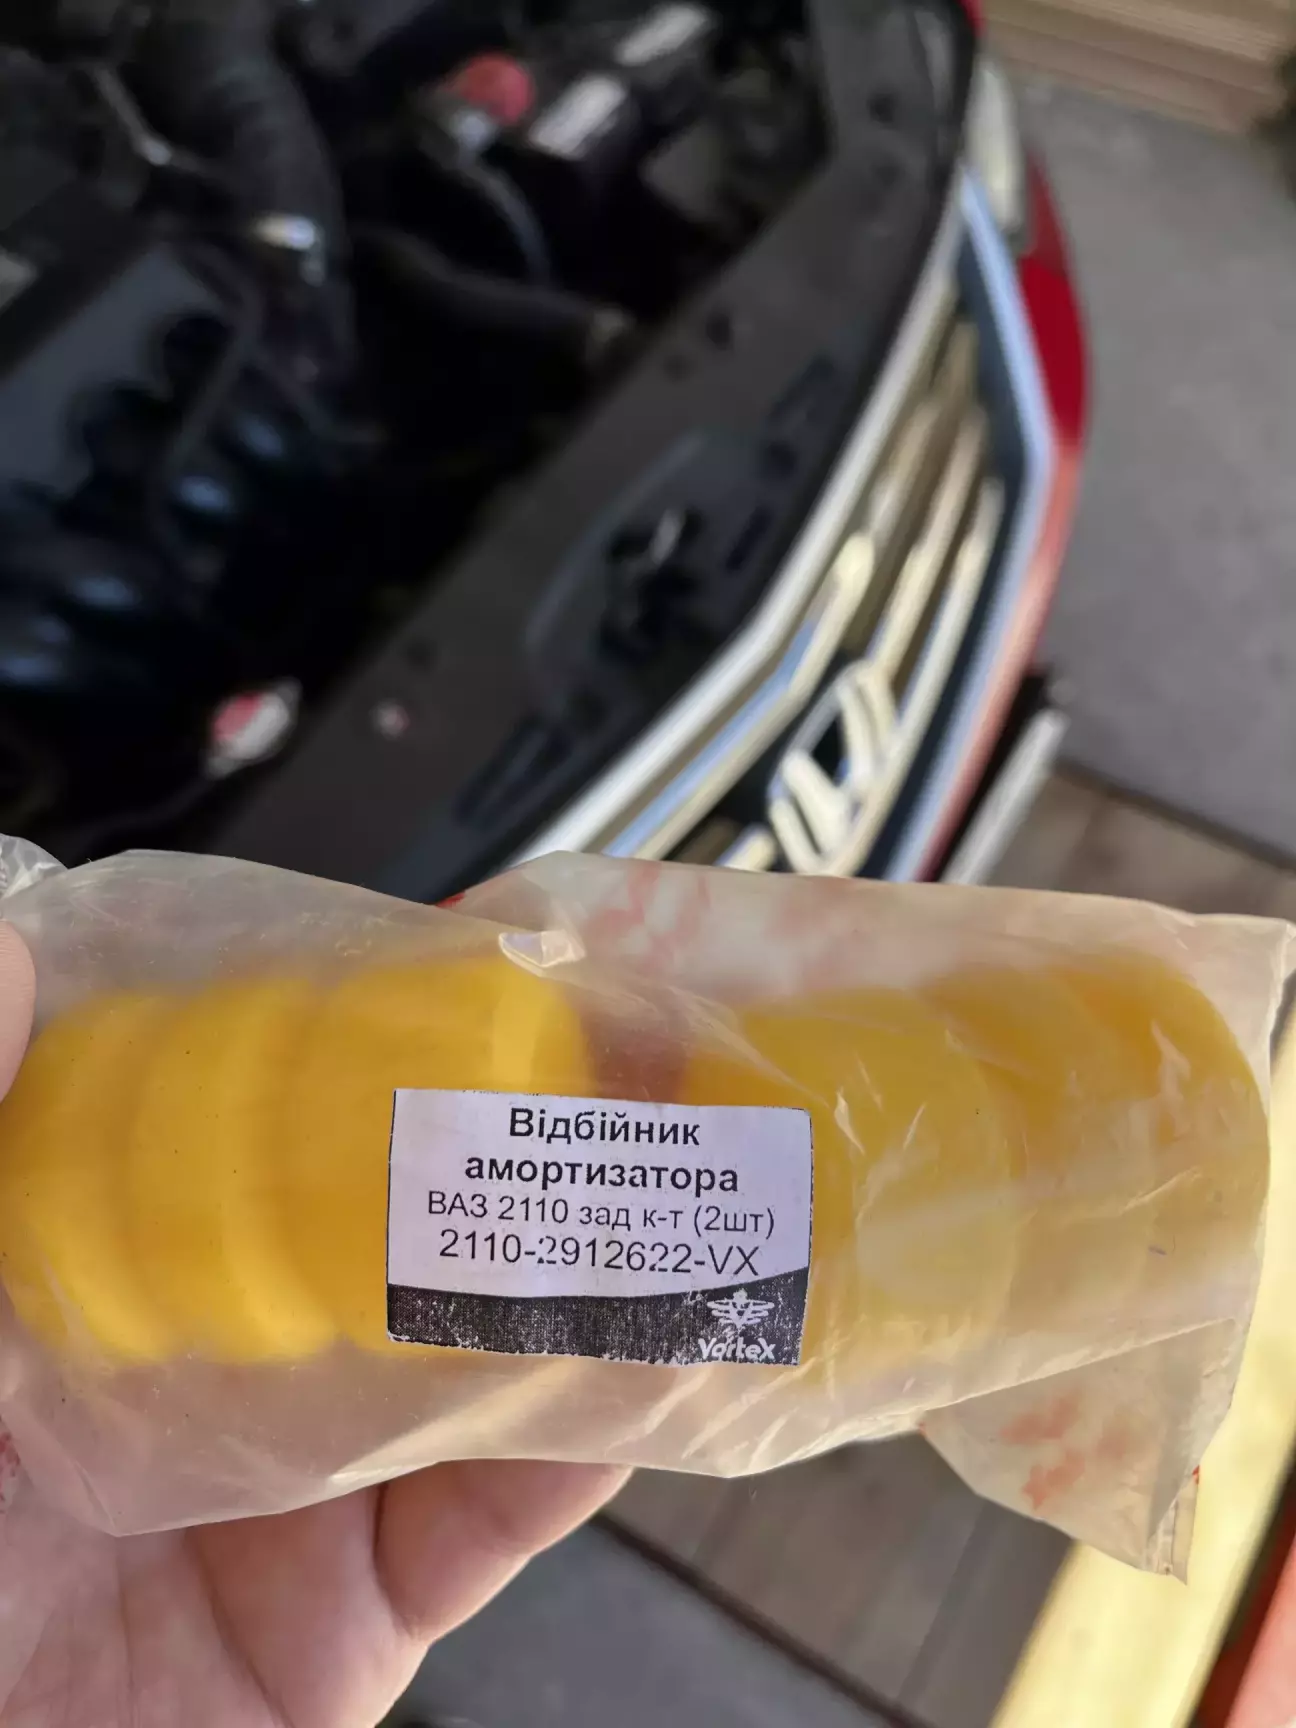 Відбійник
амортизатора
ВАЗ 2110 зад к-т (2шт)
2110-2912622-VX
Vortex